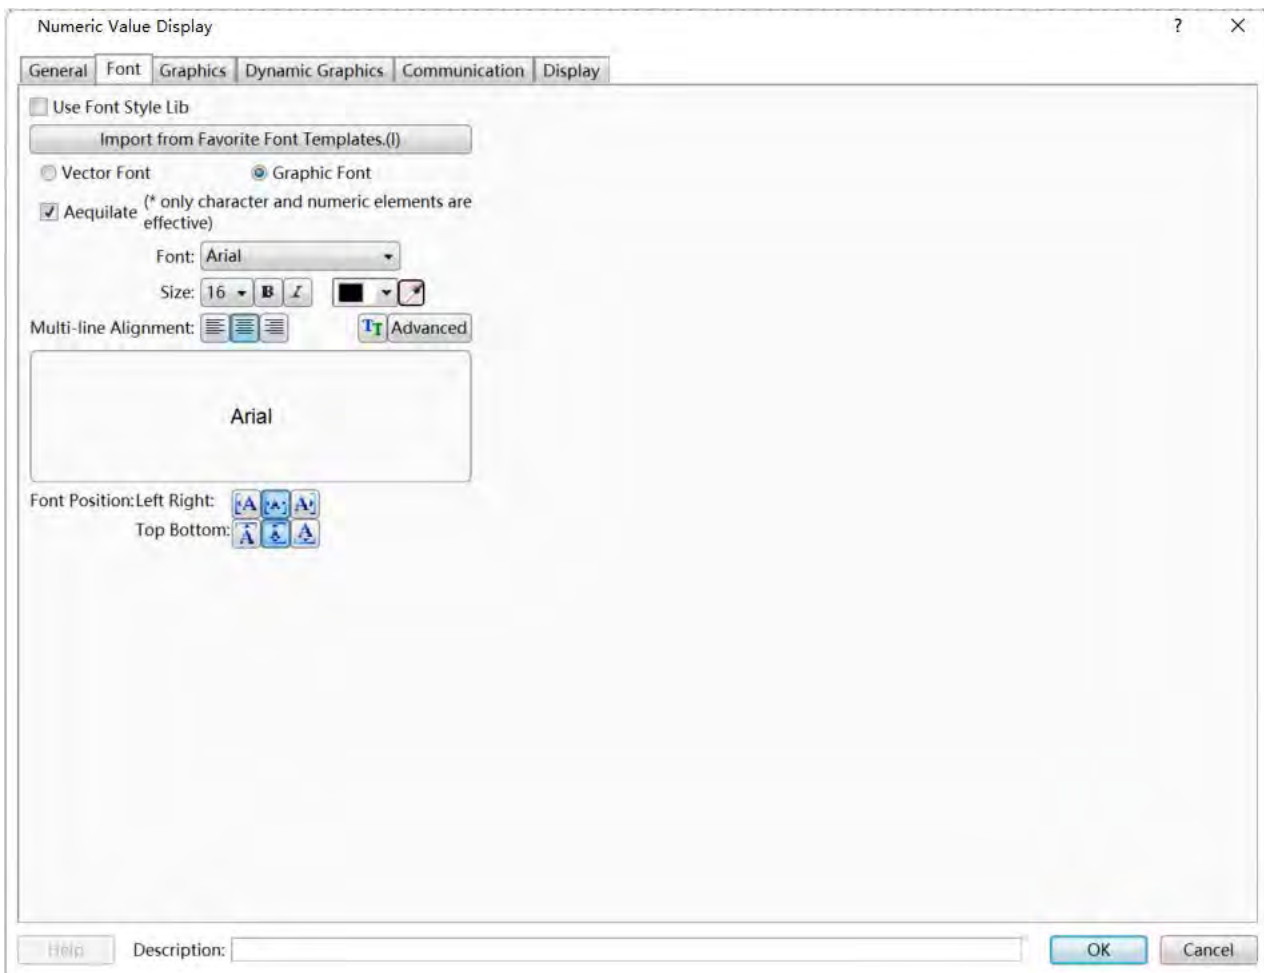 Numeric Value Display
?
General Font Graphics Dynamic Graphics Communication Display
Use Font Style Lib
Import from Favorite Font Templates.(I)
Vector Font Graphic Font
Aequilate (* only character and numeric elements are
effective)
Font: Arial
Size: 16 B I
Multi-line Alignment: TT Advanced
Arial
Font Position:Left Right: A A A
Top Bottom: A A A
Help Description: OK Cancel